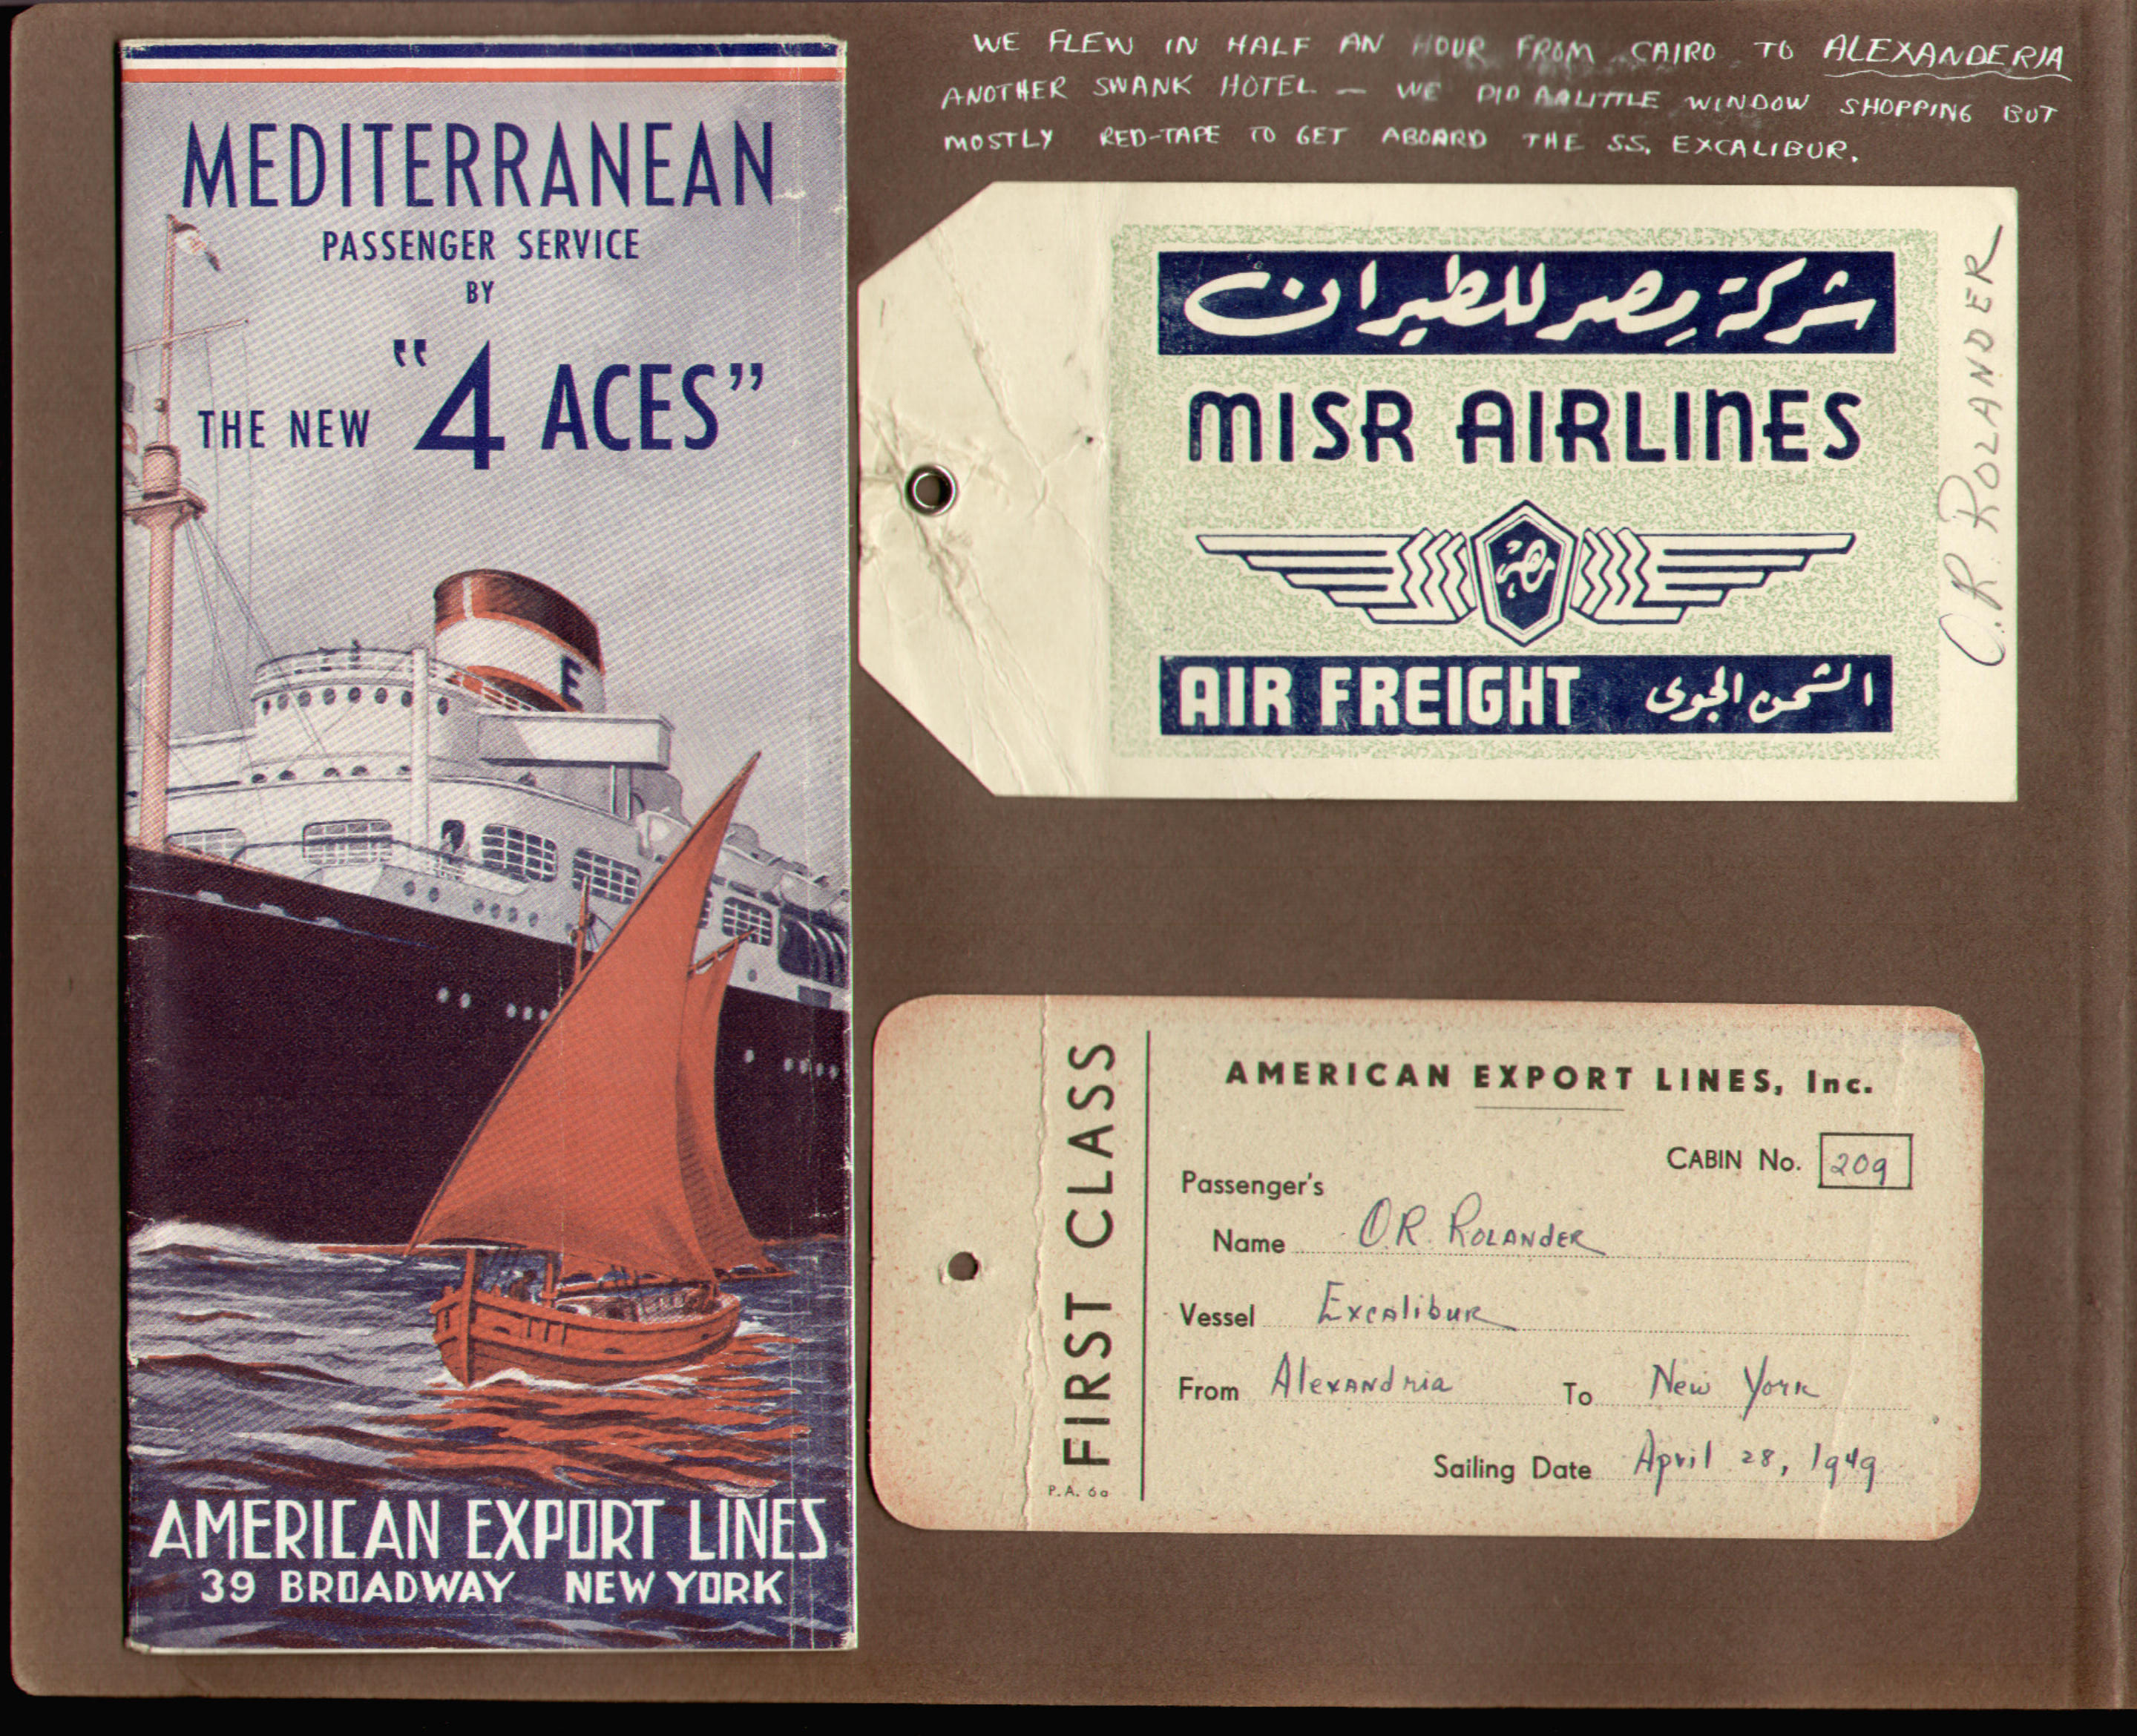 WE FLEW IN HALF AN HOUR FROM CAIRO TO ALEXANDERIA
ANOTHER SWANK HOTEL — WE DID A LITTLE WINDOW SHOPPING BUT
MOSTLY RED-TAPE TO GET ABOARD THE SS. EXCALIBUR.
MEDITERRANEAN
PASSENGER SERVICE
BY
THE NEW "4 ACES"
E
AMERICAN EXPORT LINES
39 BROADWAY NEW YORK
شركة مصر للطيران
MISR AIRLINES
مصر
AIR FREIGHT الشحن الجوى
O.R. ROLANDER
FIRST CLASS
P.A. 6a
AMERICAN EXPORT LINES, Inc.
CABIN No. 209
Passenger's
Name O.R. ROLANDER
Vessel Excalibur
From Alexandria To New York
Sailing Date April 28, 1949